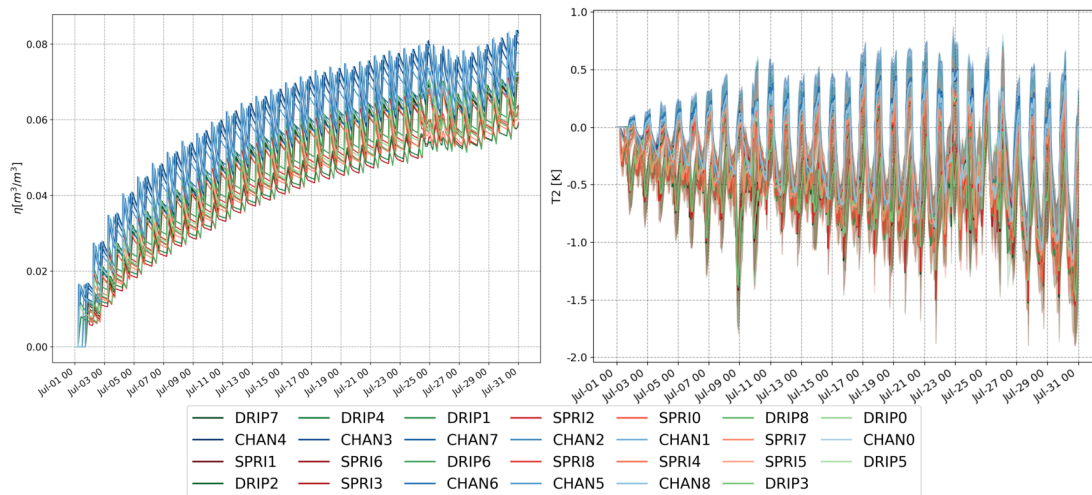 0.08
0.06
0.04
0.02
0.00
η[m³/m³]
Jul-01 00
Jul-03 00
Jul-05 00
Jul-07 00
Jul-09 00
Jul-11 00
Jul-13 00
Jul-15 00
Jul-17 00
Jul-19 00
Jul-21 00
Jul-23 00
Jul-25 00
Jul-27 00
Jul-29 00
Jul-31 00
1.0
0.5
0.0
-0.5
-1.0
-1.5
-2.0
T2 [K]
Jul-01 00
Jul-03 00
Jul-05 00
Jul-07 00
Jul-09 00
Jul-11 00
Jul-13 00
Jul-15 00
Jul-17 00
Jul-19 00
Jul-21 00
Jul-23 00
Jul-25 00
Jul-27 00
Jul-29 00
Jul-31 00
DRIP7 DRIP4 DRIP1 SPRI2 SPRI0 DRIP8 DRIP0
CHAN4 CHAN3 CHAN7 CHAN2 CHAN1 SPRI7 CHAN0
SPRI1 SPRI6 DRIP6 SPRI8 SPRI4 SPRI5 DRIP5
DRIP2 SPRI3 CHAN6 CHAN5 CHAN8 DRIP3